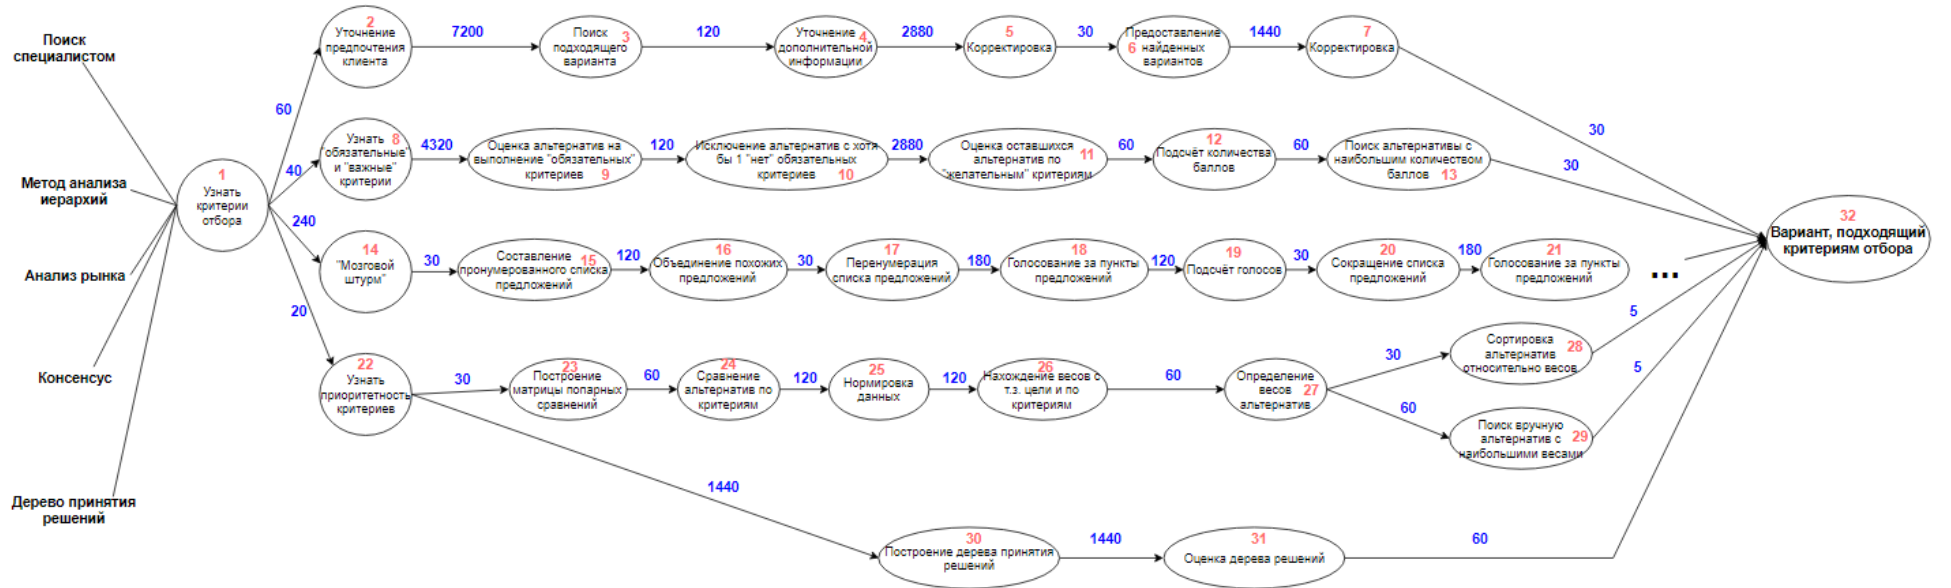 Поиск
специалистом
Метод анализа
иерархий
Анализ рынка
Консенсус
Дерево принятия
решений
1
Узнать
критерии
отбора
60
40
240
20
2
Уточнение
предпочтения
клиента
7200
Поиск
подходящего 3
варианта
120
Уточнение
дополнительной 4
информации
2880
5
Корректировка
30
Предоставление
6 найденных
вариантов
1440
7
Корректировка
30
Узнать 8
"обязательные"
и "важные"
критерии
4320
Оценка альтернатив на
выполнение "обязательных"
критериев 9
120
Исключение альтернатив с хотя
бы 1 "нет" обязательных
критериев 10
2880
Оценка оставшихся
альтернатив по 11
"желательным" критериям
60
12
Подсчёт количества
баллов
60
Поиск альтернативы с
наибольшим количеством
баллов 13
30
14
"Мозговой
штурм"
30
Составление
пронумерованного списка 15
предложений
120
16
Объединение похожих
предложений
30
17
Перенумерация
списка предложений
180
18
Голосование за пункты
предложений
120
19
Подсчёт голосов
30
20
Сокращение списка
предложений
180
21
Голосование за пункты
предложений
...
32
Вариант, подходящий
критериям отбора
22
Узнать
приоритетность
критериев
30
23
Построение
матрицы попарных
сравнений
60
24
Сравнение
альтернатив по
критериям
120
25
Нормировка
данных
120
26
Нахождение весов с
т.з. цели и по
критериям
60
Определение
весов 27
альтернатив
30
60
Сортировка
альтернатив 28
относительно весов
5
Поиск вручную
альтернатив с 29
наибольшими весами
5
1440
30
Построение дерева принятия
решений
1440
31
Оценка дерева решений
60